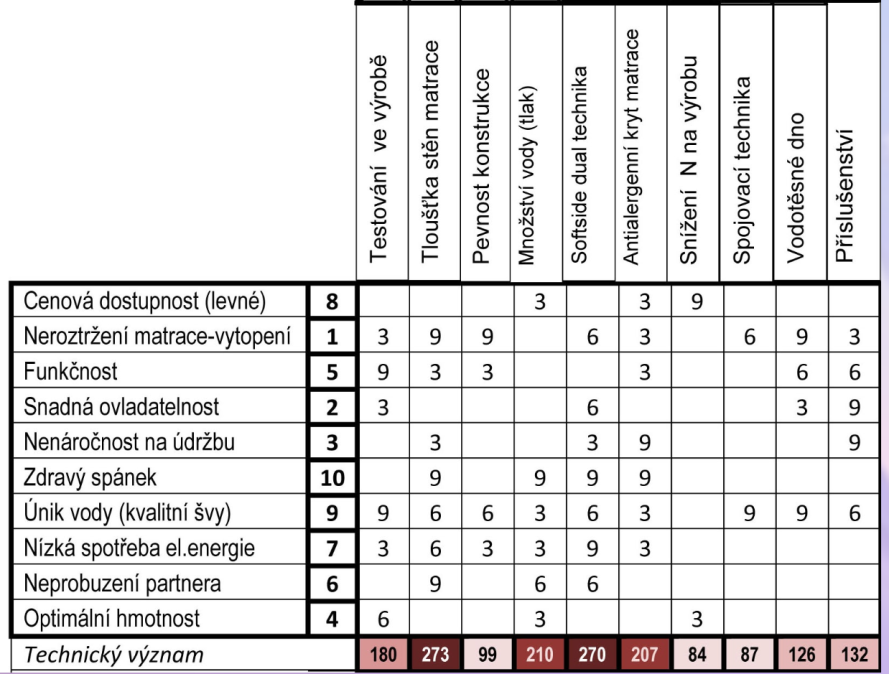 Testování ve výrobě
Tloušťka stěn matrace
Pevnost konstrukce
Množství vody (tlak)
Softside dual technika
Antialergenní kryt matrace
Snížení N na výrobu
Spojovací technika
Vodotěsné dno
Příslušenství
Cenová dostupnost (levné) 8 3 3 9
Neroztržení matrace-vytopení 1 3 9 9 6 3 6 9 3
Funkčnost 5 9 3 3 3 6 6
Snadná ovladatelnost 2 3 6 3 9
Nenáročnost na údržbu 3 3 3 9 9
Zdravý spánek 10 9 9 9 9
Únik vody (kvalitní švy) 9 9 6 6 3 6 3 9 9 6
Nízká spotřeba el.energie 7 3 6 3 3 9 3
Neprobuzení partnera 6 9 6 6
Optimální hmotnost 4 6 3 3
Technický význam 180 273 99 210 270 207 84 87 126 132